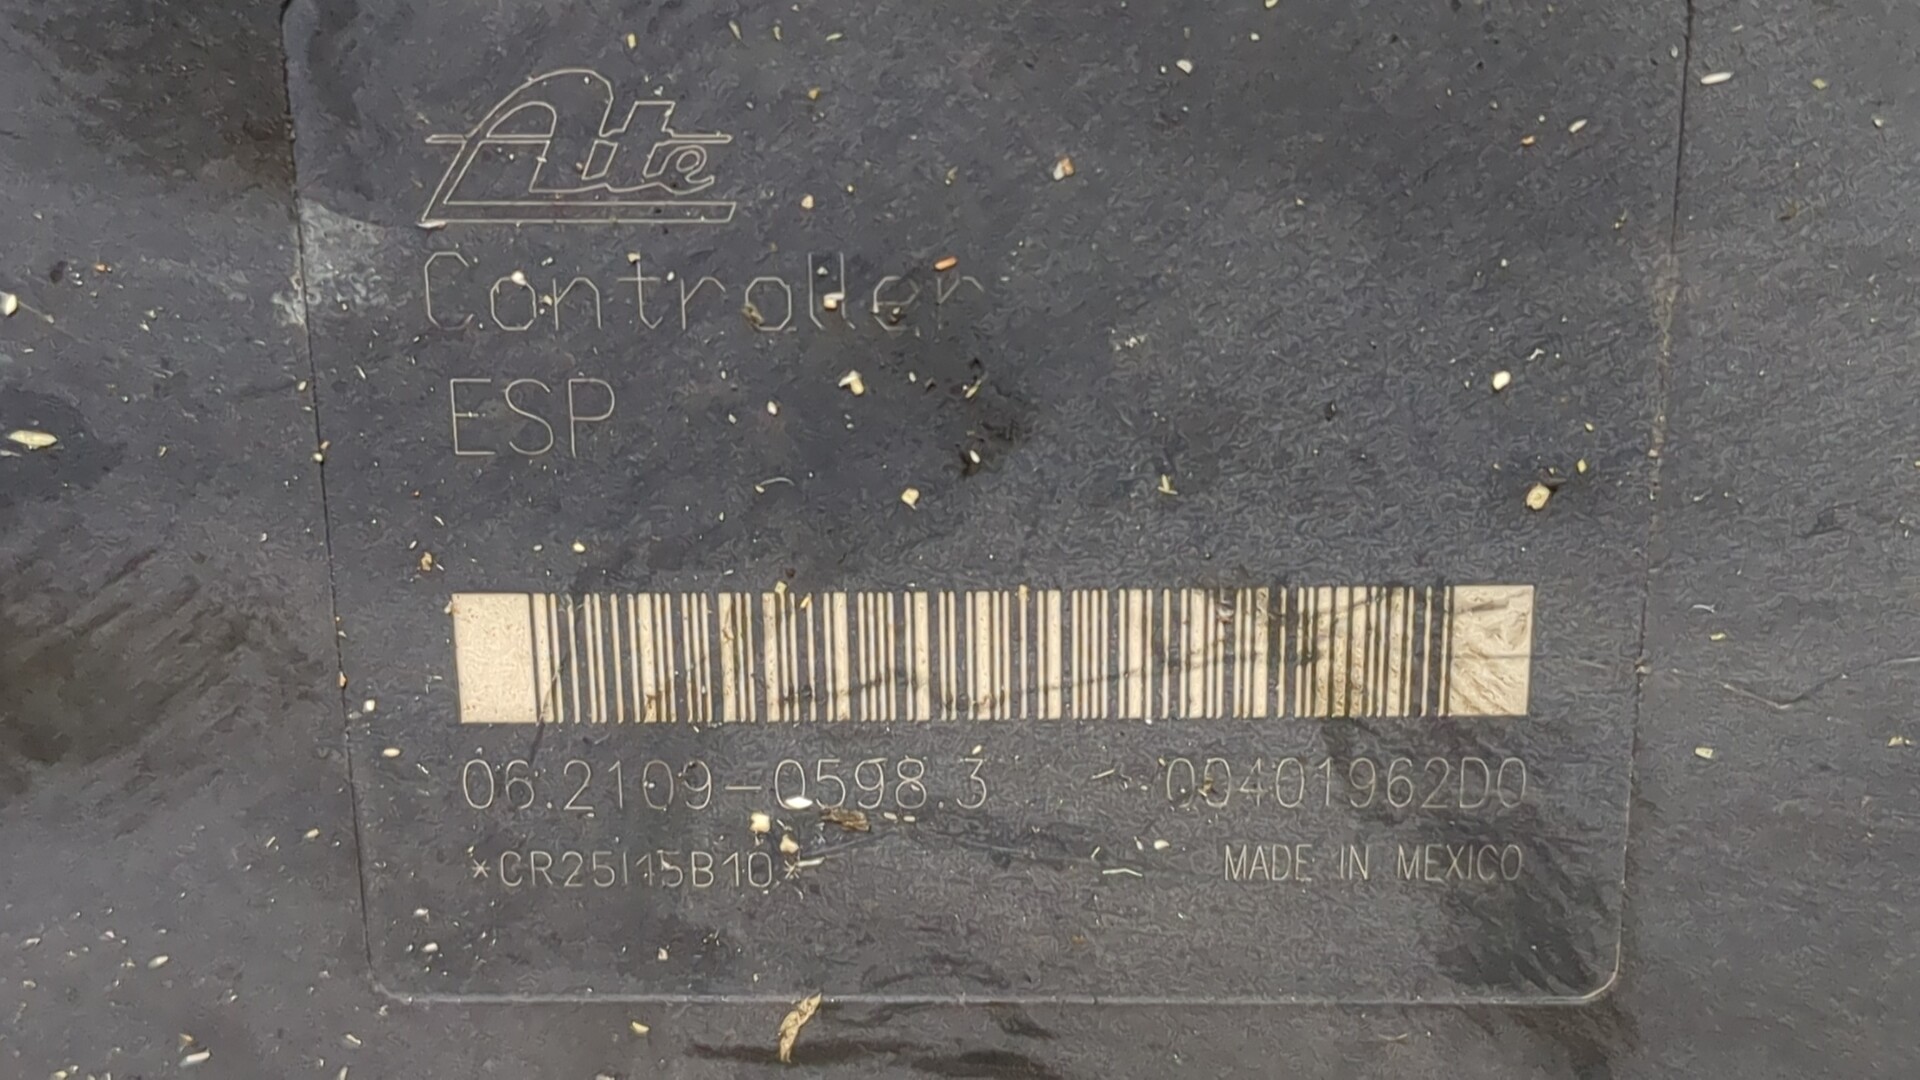 Ate
Controller
ESP
06.2109-0598.3 00401962D0
*CR25I15B10*
MADE IN MEXICO